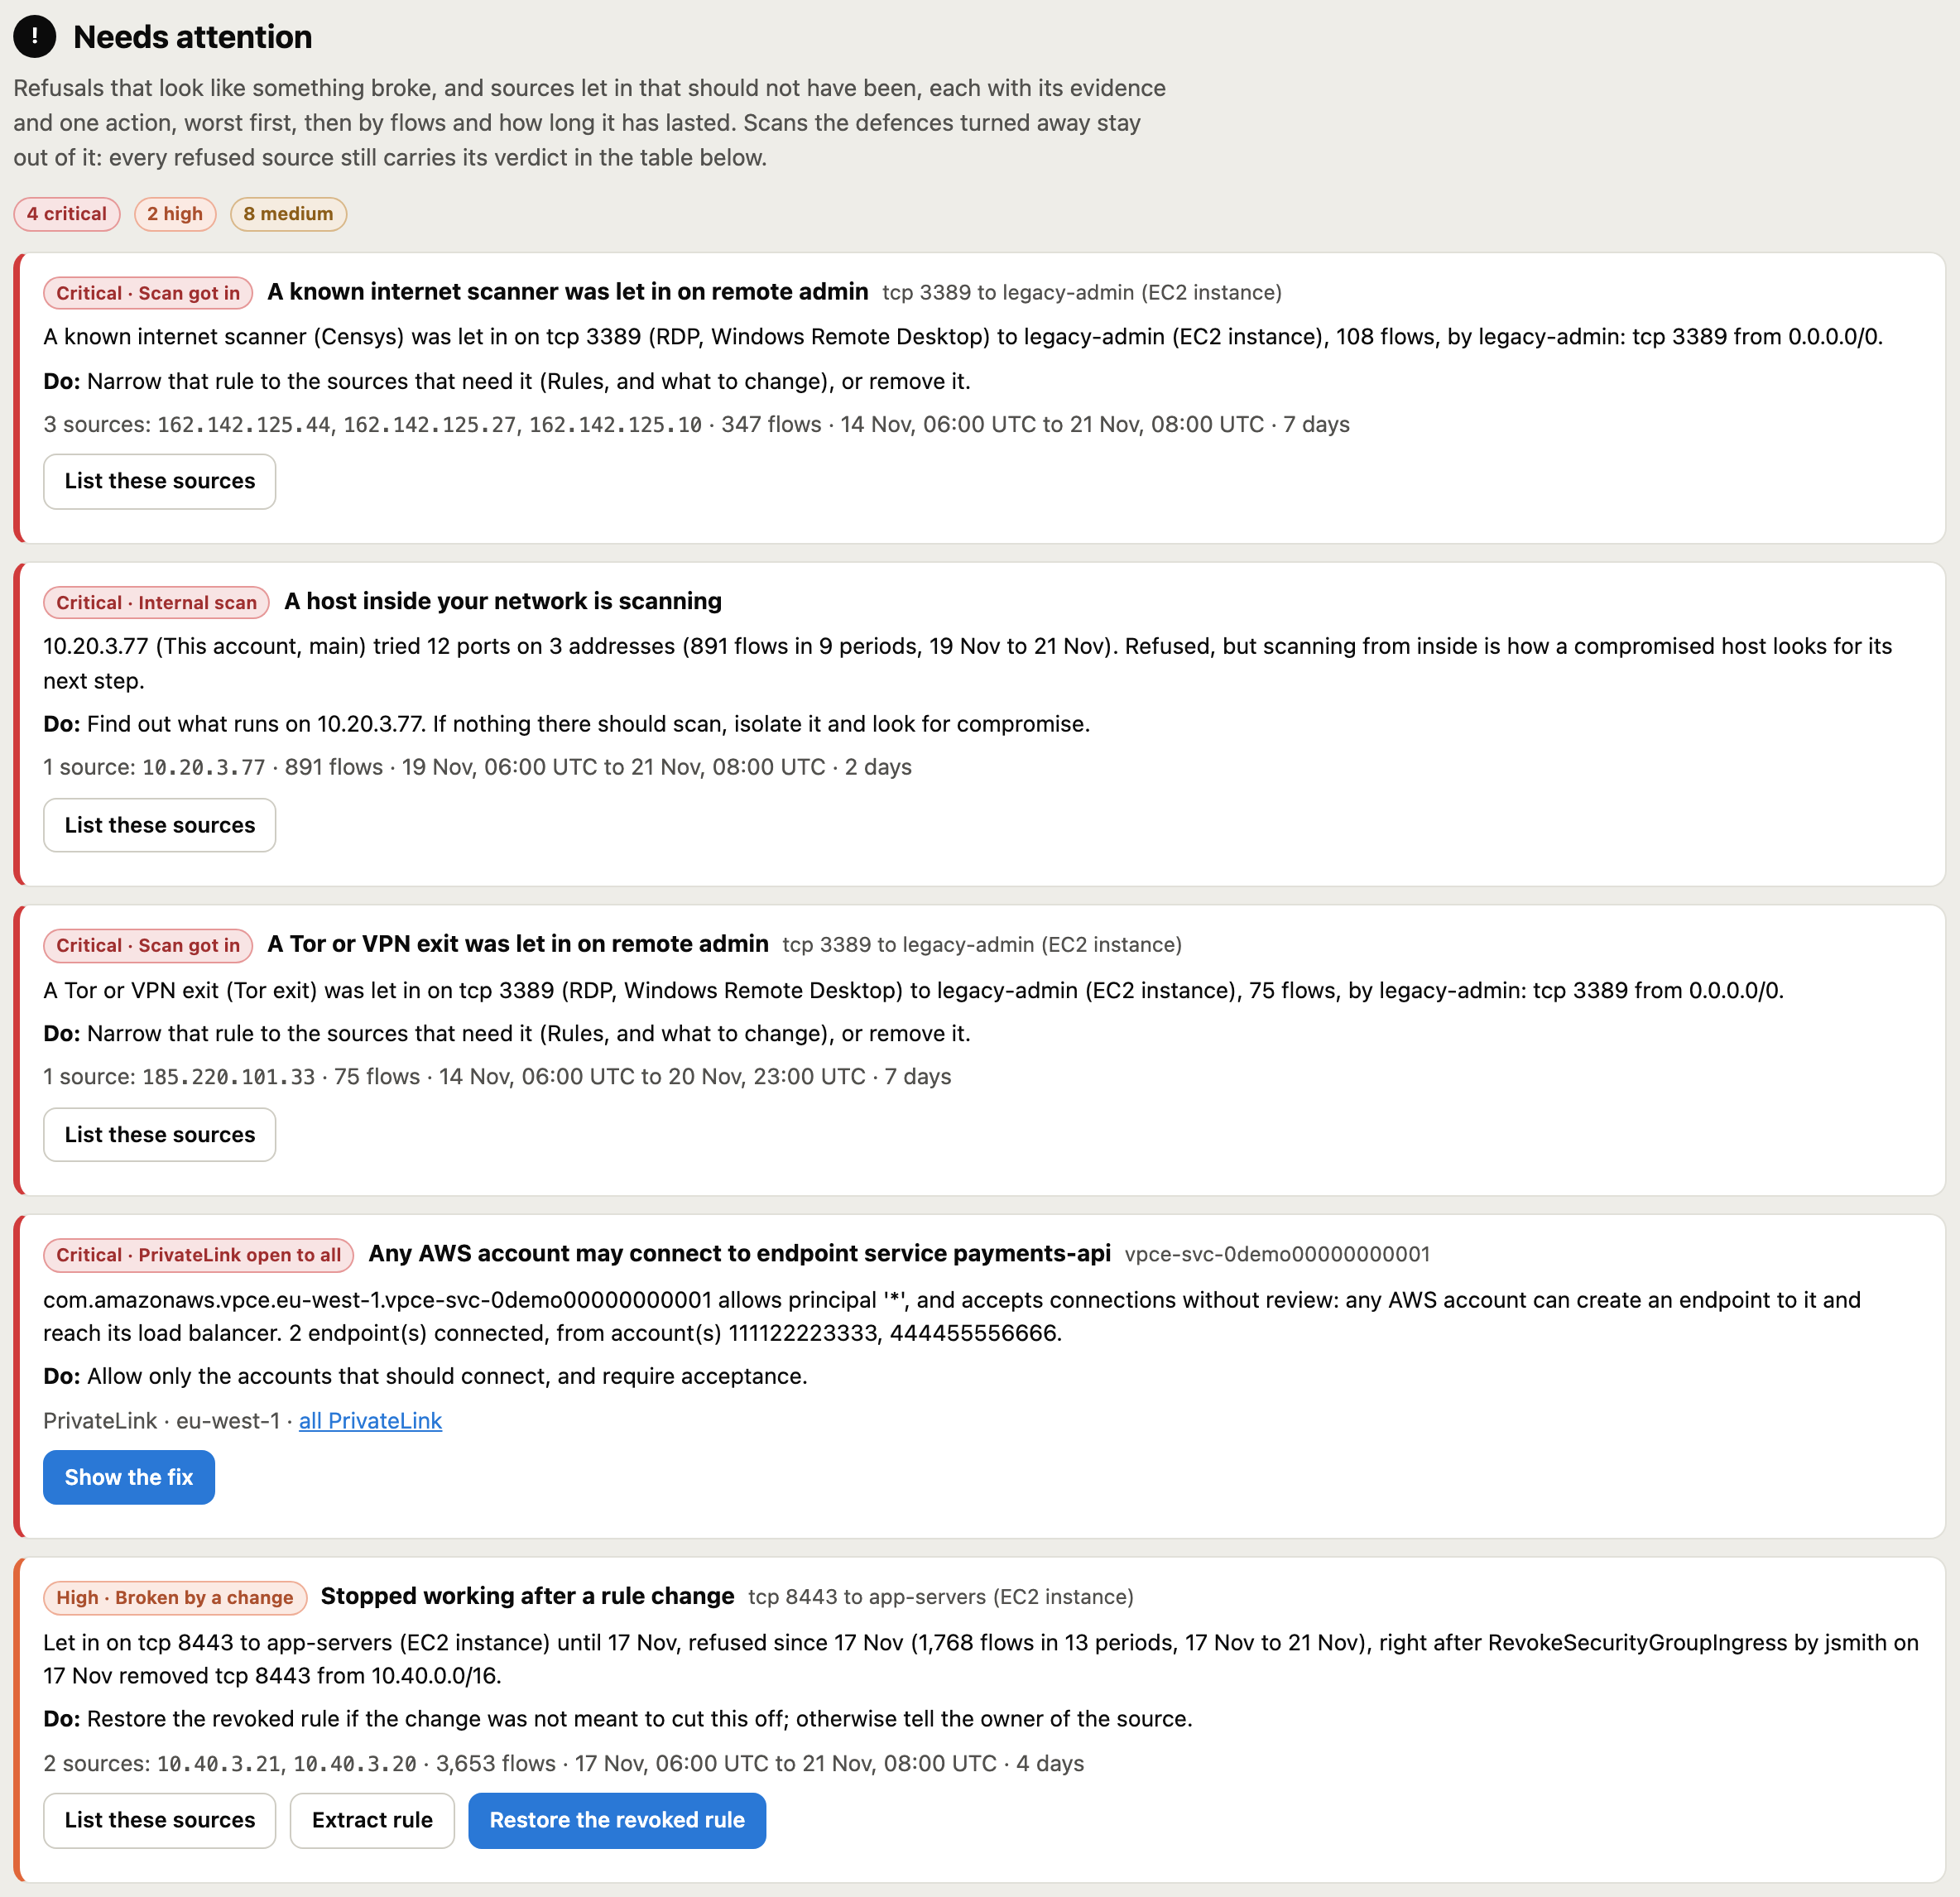 ! Needs attention
Refusals that look like something broke, and sources let in that should not have been, each with its evidence
and one action, worst first, then by flows and how long it has lasted. Scans the defences turned away stay
out of it: every refused source still carries its verdict in the table below.
4 critical 2 high 8 medium
Critical · Scan got in A known internet scanner was let in on remote admin tcp 3389 to legacy-admin (EC2 instance)
A known internet scanner (Censys) was let in on tcp 3389 (RDP, Windows Remote Desktop) to legacy-admin (EC2 instance), 108 flows, by legacy-admin: tcp 3389 from 0.0.0.0/0.
Do: Narrow that rule to the sources that need it (Rules, and what to change), or remove it.
3 sources: 162.142.125.44, 162.142.125.27, 162.142.125.10 · 347 flows · 14 Nov, 06:00 UTC to 21 Nov, 08:00 UTC · 7 days
List these sources
Critical · Internal scan A host inside your network is scanning
10.20.3.77 (This account, main) tried 12 ports on 3 addresses (891 flows in 9 periods, 19 Nov to 21 Nov). Refused, but scanning from inside is how a compromised host looks for its
next step.
Do: Find out what runs on 10.20.3.77. If nothing there should scan, isolate it and look for compromise.
1 source: 10.20.3.77 · 891 flows · 19 Nov, 06:00 UTC to 21 Nov, 08:00 UTC · 2 days
List these sources
Critical · Scan got in A Tor or VPN exit was let in on remote admin tcp 3389 to legacy-admin (EC2 instance)
A Tor or VPN exit (Tor exit) was let in on tcp 3389 (RDP, Windows Remote Desktop) to legacy-admin (EC2 instance), 75 flows, by legacy-admin: tcp 3389 from 0.0.0.0/0.
Do: Narrow that rule to the sources that need it (Rules, and what to change), or remove it.
1 source: 185.220.101.33 · 75 flows · 14 Nov, 06:00 UTC to 20 Nov, 23:00 UTC · 7 days
List these sources
Critical · PrivateLink open to all Any AWS account may connect to endpoint service payments-api vpce-svc-0demo00000000001
com.amazonaws.vpce.eu-west-1.vpce-svc-0demo00000000001 allows principal '*', and accepts connections without review: any AWS account can create an endpoint to it and
reach its load balancer. 2 endpoint(s) connected, from account(s) 111122223333, 444455556666.
Do: Allow only the accounts that should connect, and require acceptance.
PrivateLink · eu-west-1 · all PrivateLink
Show the fix
High · Broken by a change Stopped working after a rule change tcp 8443 to app-servers (EC2 instance)
Let in on tcp 8443 to app-servers (EC2 instance) until 17 Nov, refused since 17 Nov (1,768 flows in 13 periods, 17 Nov to 21 Nov), right after RevokeSecurityGroupIngress by jsmith on
17 Nov removed tcp 8443 from 10.40.0.0/16.
Do: Restore the revoked rule if the change was not meant to cut this off; otherwise tell the owner of the source.
2 sources: 10.40.3.21, 10.40.3.20 · 3,653 flows · 17 Nov, 06:00 UTC to 21 Nov, 08:00 UTC · 4 days
List these sources Extract rule Restore the revoked rule